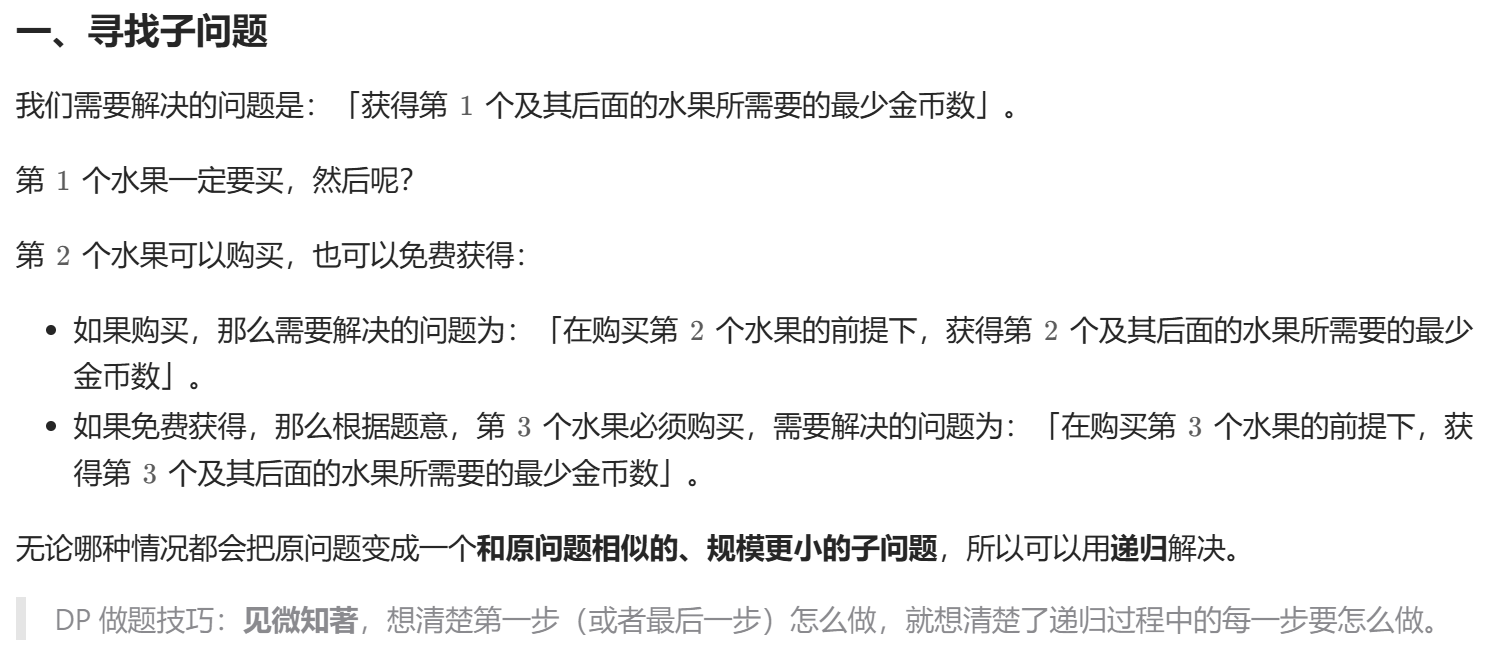 一、寻找子问题
我们需要解决的问题是：「获得第 1 个及其后面的水果所需要的最少金币数」。
第 1 个水果一定要买，然后呢？
第 2 个水果可以购买，也可以免费获得：
• 如果购买，那么需要解决的问题为：「在购买第 2 个水果的前提下，获得第 2 个及其后面的水果所需要的最少
金币数」。
• 如果免费获得，那么根据题意，第 3 个水果必须购买，需要解决的问题为：「在购买第 3 个水果的前提下，获
得第 3 个及其后面的水果所需要的最少金币数」。
无论哪种情况都会把原问题变成一个和原问题相似的、规模更小的子问题，所以可以用递归解决。
DP 做题技巧：见微知著，想清楚第一步（或者最后一步）怎么做，就想清楚了递归过程中的每一步要怎么做。